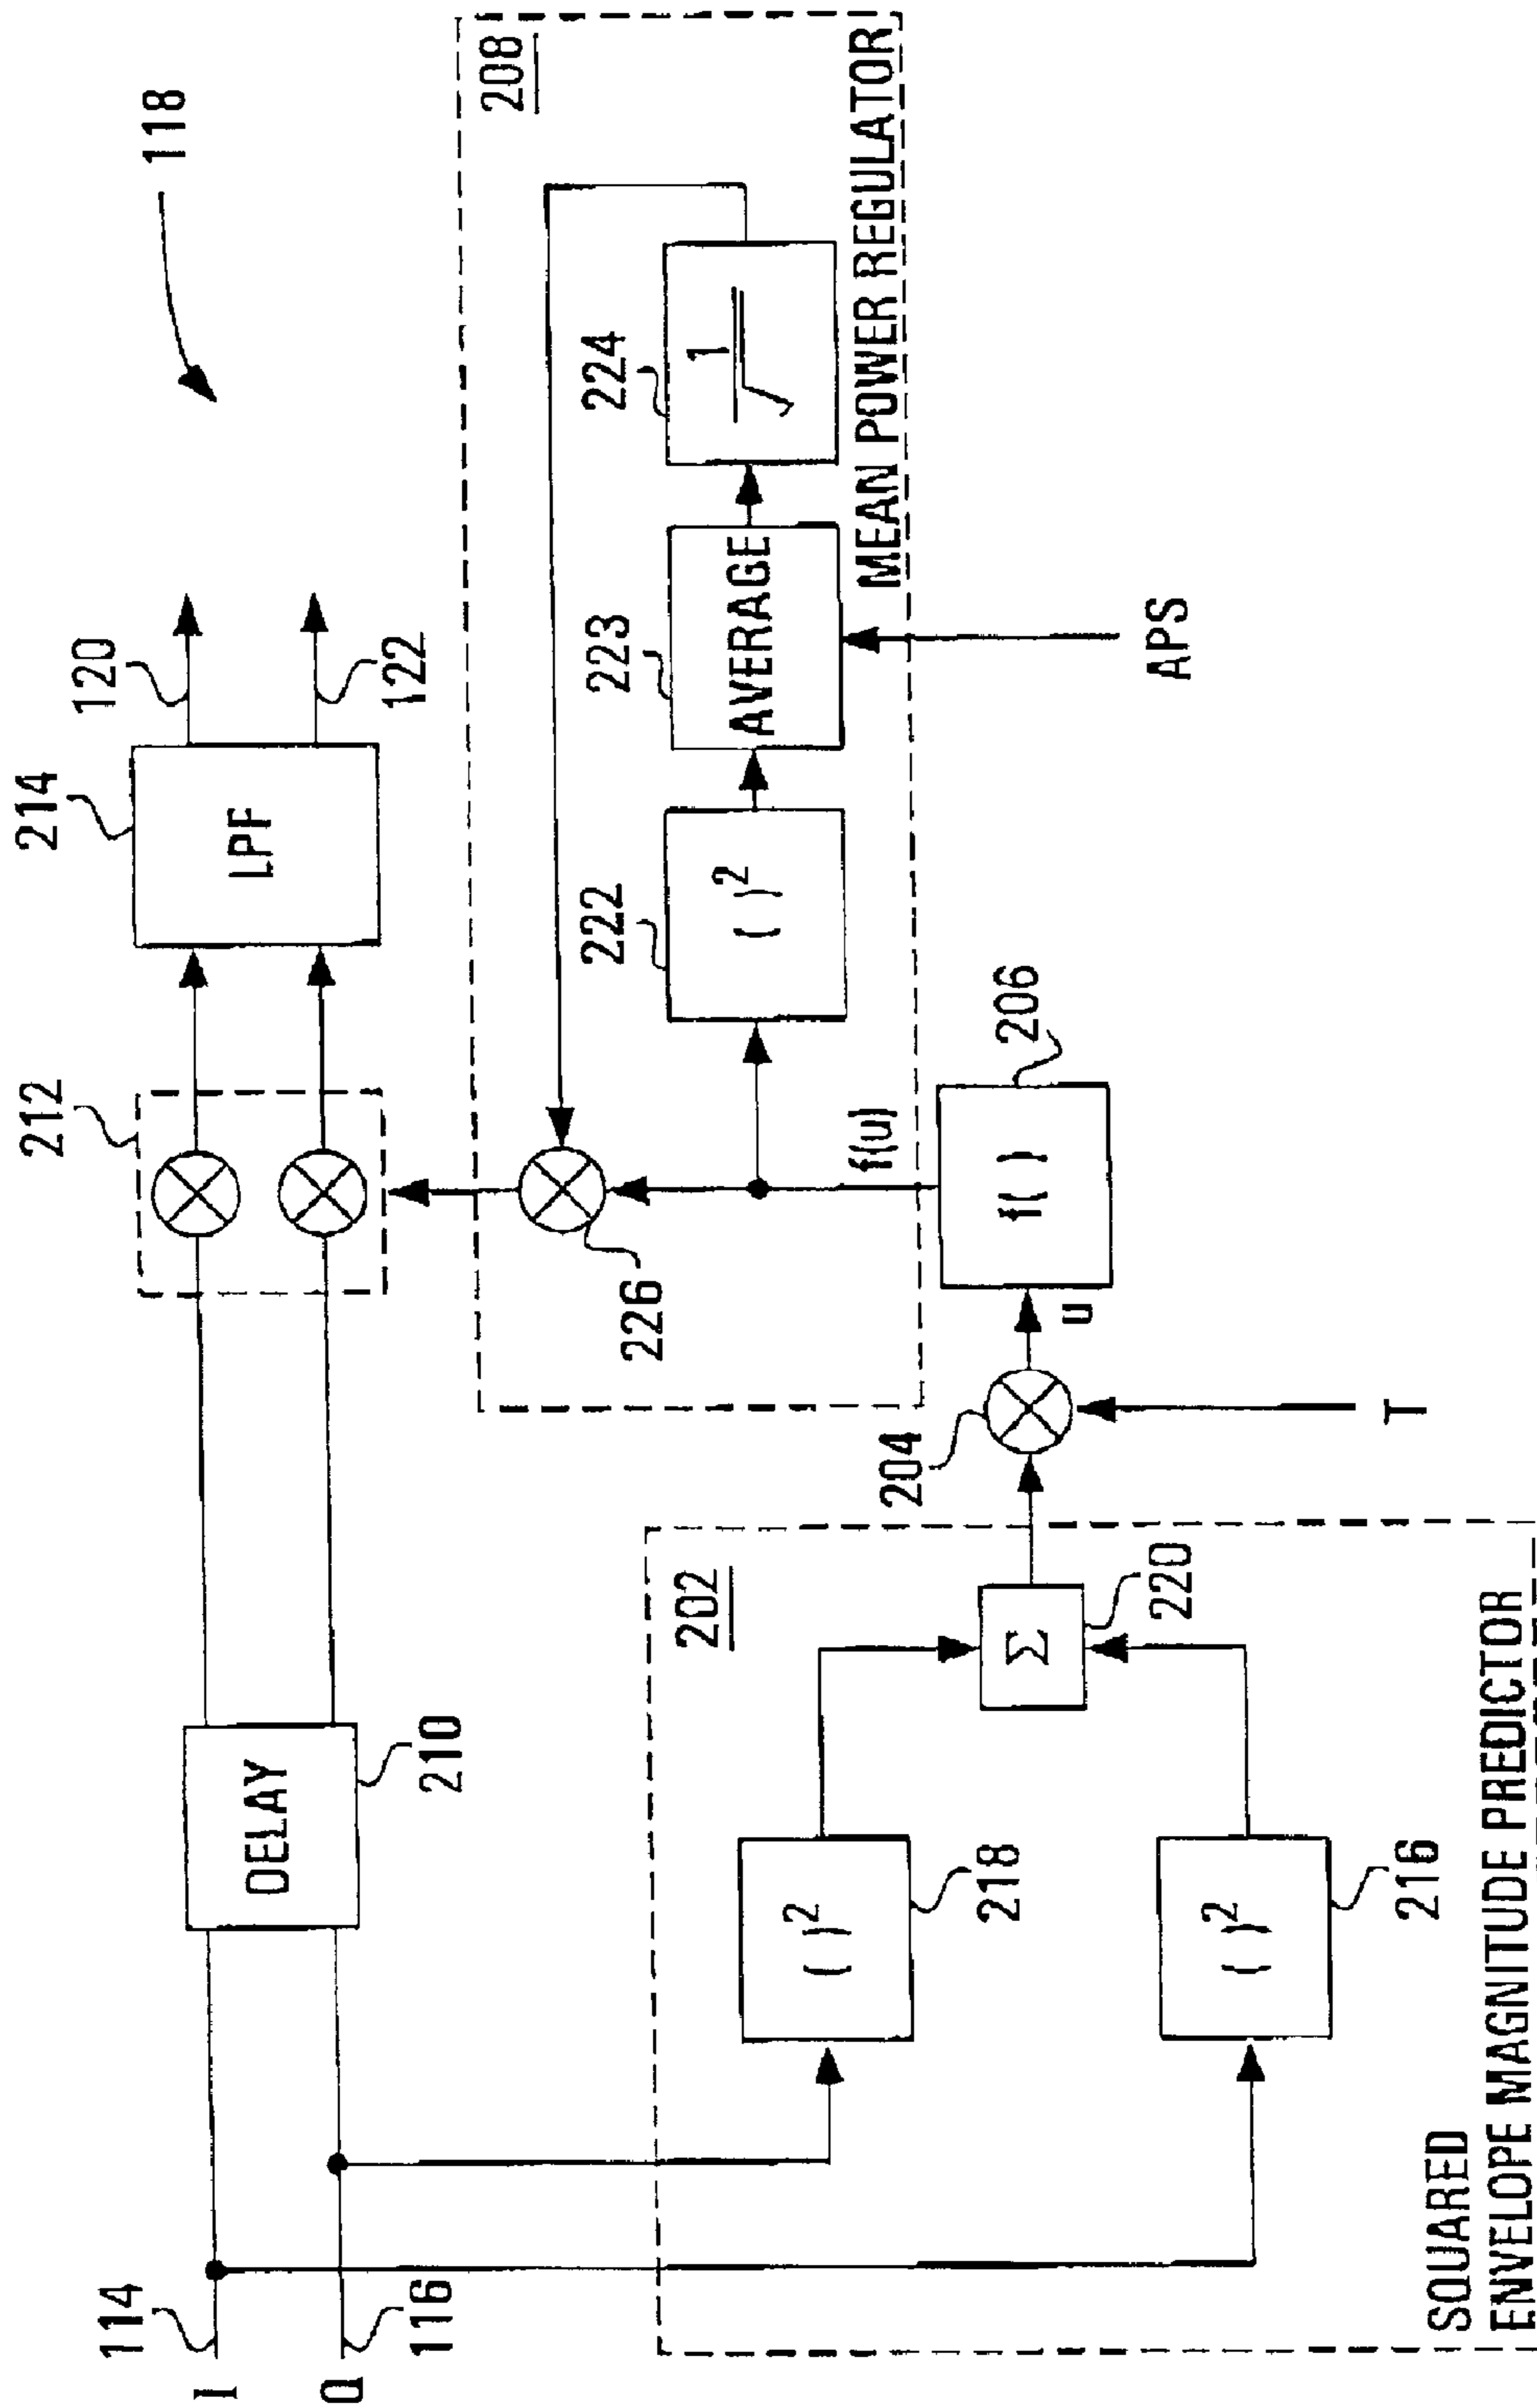 118
I
114
Q
116
DELAY
210
212
214
LPF
120
122
208
226
222
( )²
223
AVERAGE
224
1
√
MEAN POWER REGULATOR
f(u)
APS
206
f( )
u
204
T
202
218
( )²
Σ
220
216
( )²
SQUARED
ENVELOPE MAGNITUDE PREDICTOR